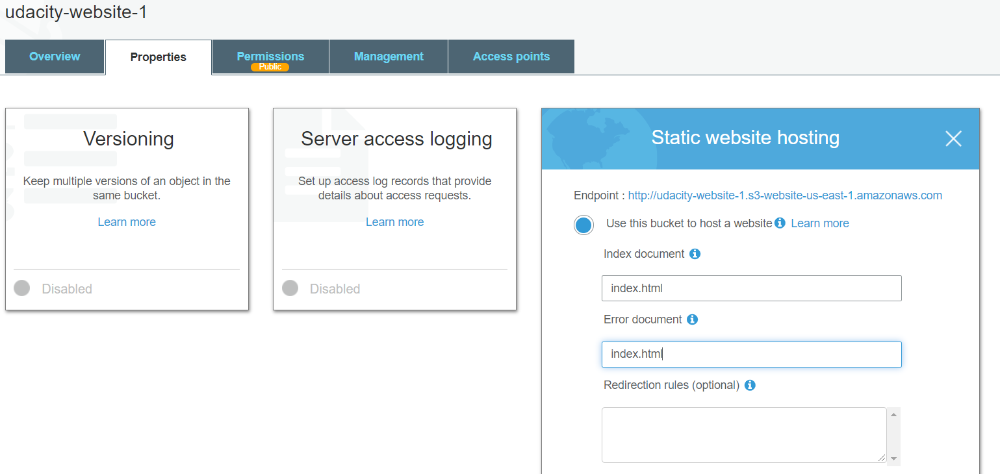 udacity-website-1
Overview
Properties
Permissions
Public
Management
Access points
Versioning
Keep multiple versions of an object in the
same bucket.
Learn more
Disabled
Server access logging
Set up access log records that provide
details about access requests.
Learn more
Disabled
Static website hosting
Endpoint : http://udacity-website-1.s3-website-us-east-1.amazonaws.com
Use this bucket to host a website Learn more
Index document
index.html
Error document
index.html
Redirection rules (optional)